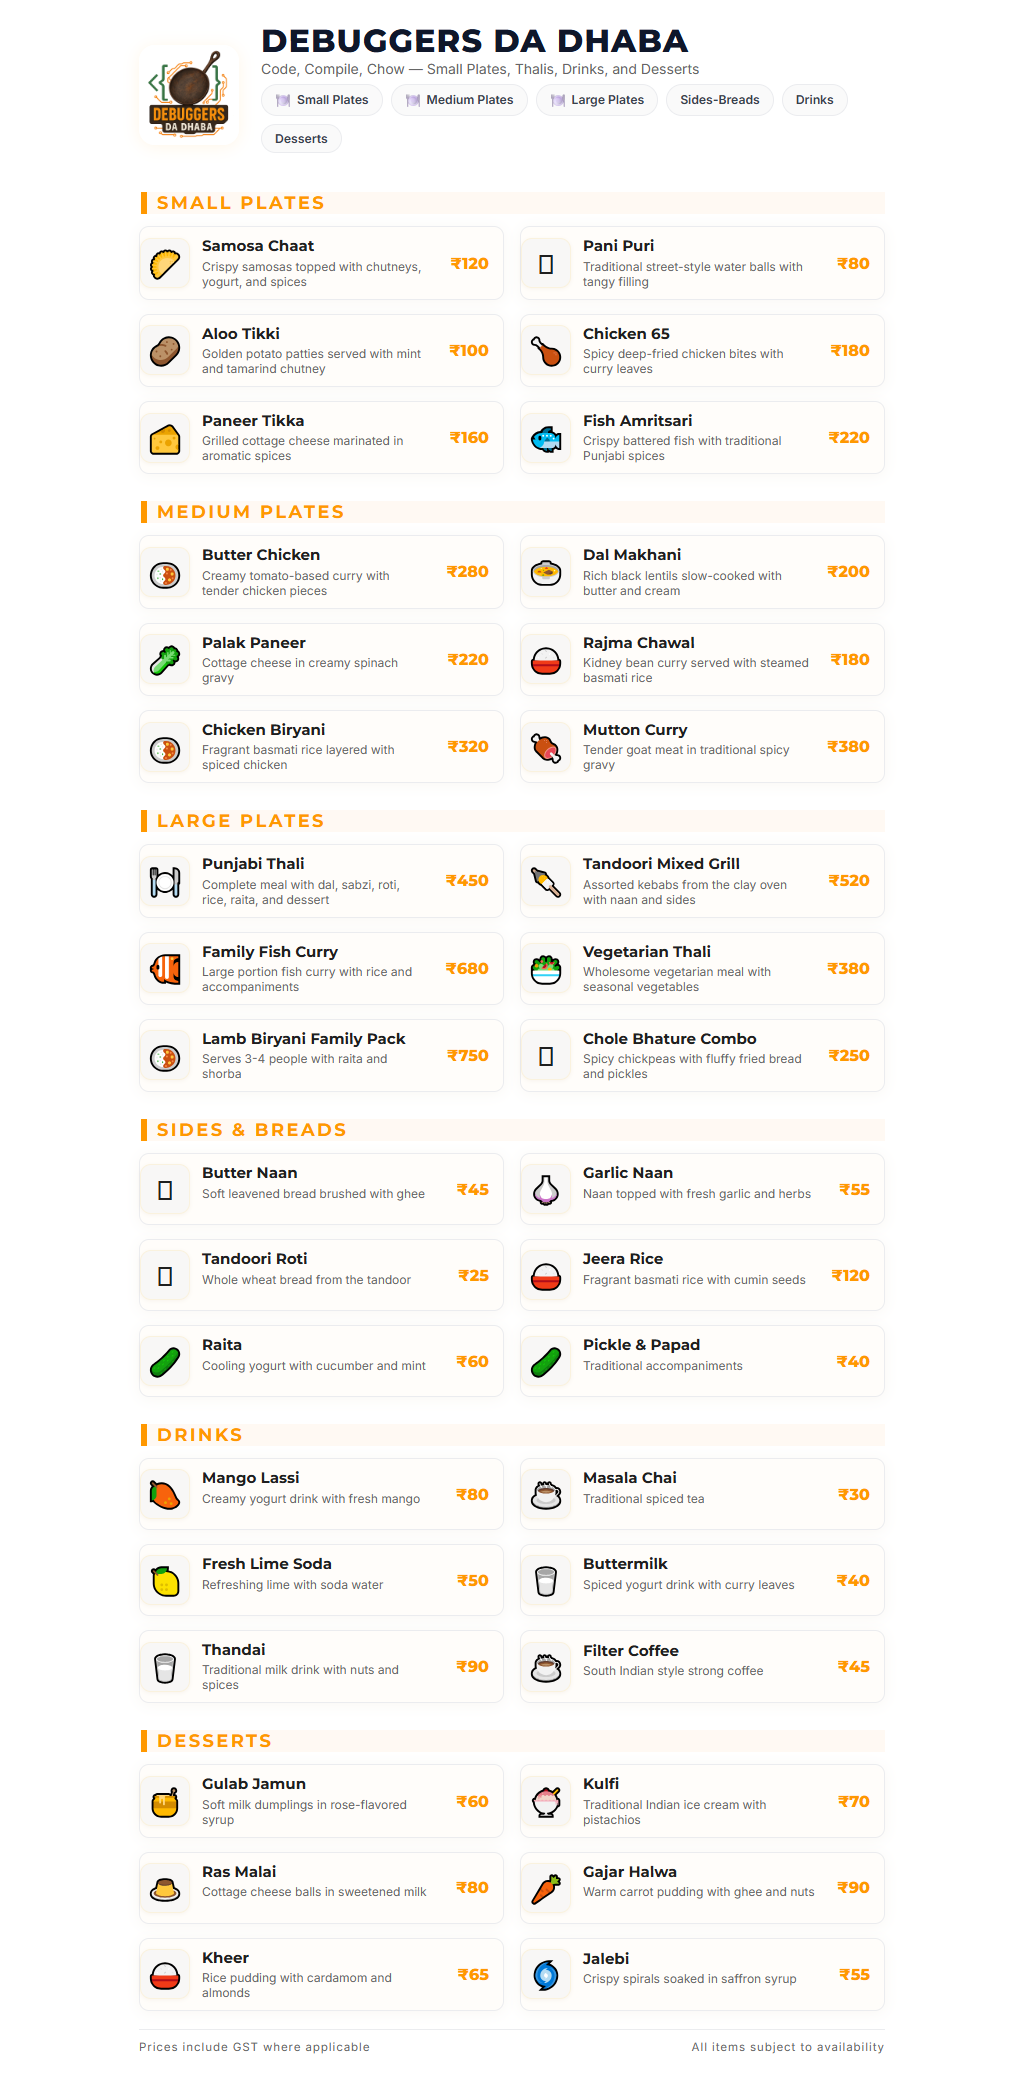 DEBUGGERS
DA DHABA
DEBUGGERS DA DHABA
Code, Compile, Chow — Small Plates, Thalis, Drinks, and Desserts
Small Plates
Medium Plates
Large Plates
Sides-Breads
Drinks
Desserts
SMALL PLATES
Samosa Chaat
Crispy samosas topped with chutneys,
yogurt, and spices
₹120
Pani Puri
Traditional street-style water balls with
tangy filling
₹80
Aloo Tikki
Golden potato patties served with mint
and tamarind chutney
₹100
Chicken 65
Spicy deep-fried chicken bites with
curry leaves
₹180
Paneer Tikka
Grilled cottage cheese marinated in
aromatic spices
₹160
Fish Amritsari
Crispy battered fish with traditional
Punjabi spices
₹220
MEDIUM PLATES
Butter Chicken
Creamy tomato-based curry with
tender chicken pieces
₹280
Dal Makhani
Rich black lentils slow-cooked with
butter and cream
₹200
Palak Paneer
Cottage cheese in creamy spinach
gravy
₹220
Rajma Chawal
Kidney bean curry served with steamed
basmati rice
₹180
Chicken Biryani
Fragrant basmati rice layered with
spiced chicken
₹320
Mutton Curry
Tender goat meat in traditional spicy
gravy
₹380
LARGE PLATES
Punjabi Thali
Complete meal with dal, sabzi, roti,
rice, raita, and dessert
₹450
Tandoori Mixed Grill
Assorted kebabs from the clay oven
with naan and sides
₹520
Family Fish Curry
Large portion fish curry with rice and
accompaniments
₹680
Vegetarian Thali
Wholesome vegetarian meal with
seasonal vegetables
₹380
Lamb Biryani Family Pack
Serves 3-4 people with raita and
shorba
₹750
Chole Bhature Combo
Spicy chickpeas with fluffy fried bread
and pickles
₹250
SIDES & BREADS
Butter Naan
Soft leavened bread brushed with ghee
₹45
Garlic Naan
Naan topped with fresh garlic and herbs
₹55
Tandoori Roti
Whole wheat bread from the tandoor
₹25
Jeera Rice
Fragrant basmati rice with cumin seeds
₹120
Raita
Cooling yogurt with cucumber and mint
₹60
Pickle & Papad
Traditional accompaniments
₹40
DRINKS
Mango Lassi
Creamy yogurt drink with fresh mango
₹80
Masala Chai
Traditional spiced tea
₹30
Fresh Lime Soda
Refreshing lime with soda water
₹50
Buttermilk
Spiced yogurt drink with curry leaves
₹40
Thandai
Traditional milk drink with nuts and
spices
₹90
Filter Coffee
South Indian style strong coffee
₹45
DESSERTS
Gulab Jamun
Soft milk dumplings in rose-flavored
syrup
₹60
Kulfi
Traditional Indian ice cream with
pistachios
₹70
Ras Malai
Cottage cheese balls in sweetened milk
₹80
Gajar Halwa
Warm carrot pudding with ghee and nuts
₹90
Kheer
Rice pudding with cardamom and
almonds
₹65
Jalebi
Crispy spirals soaked in saffron syrup
₹55
Prices include GST where applicable
All items subject to availability